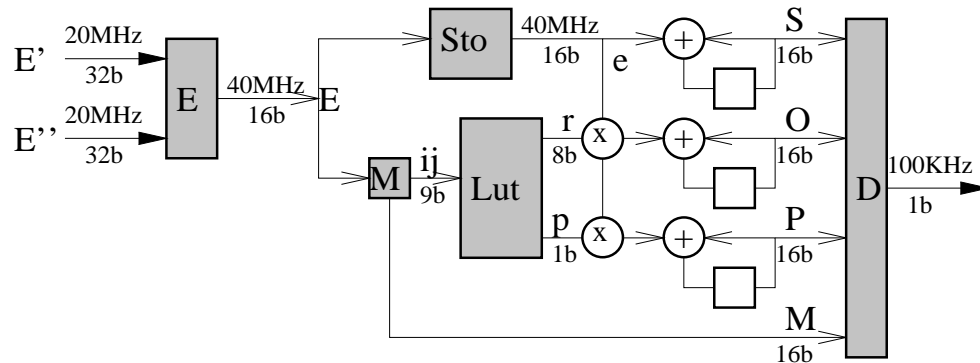 E'
20MHz
32b
E''
20MHz
32b
E
40MHz
16b
E
Sto
40MHz
16b
e
M
ij
9b
Lut
r
8b
p
1b
x
x
+
+
+
S
16b
O
16b
P
16b
M
16b
D
100KHz
1b